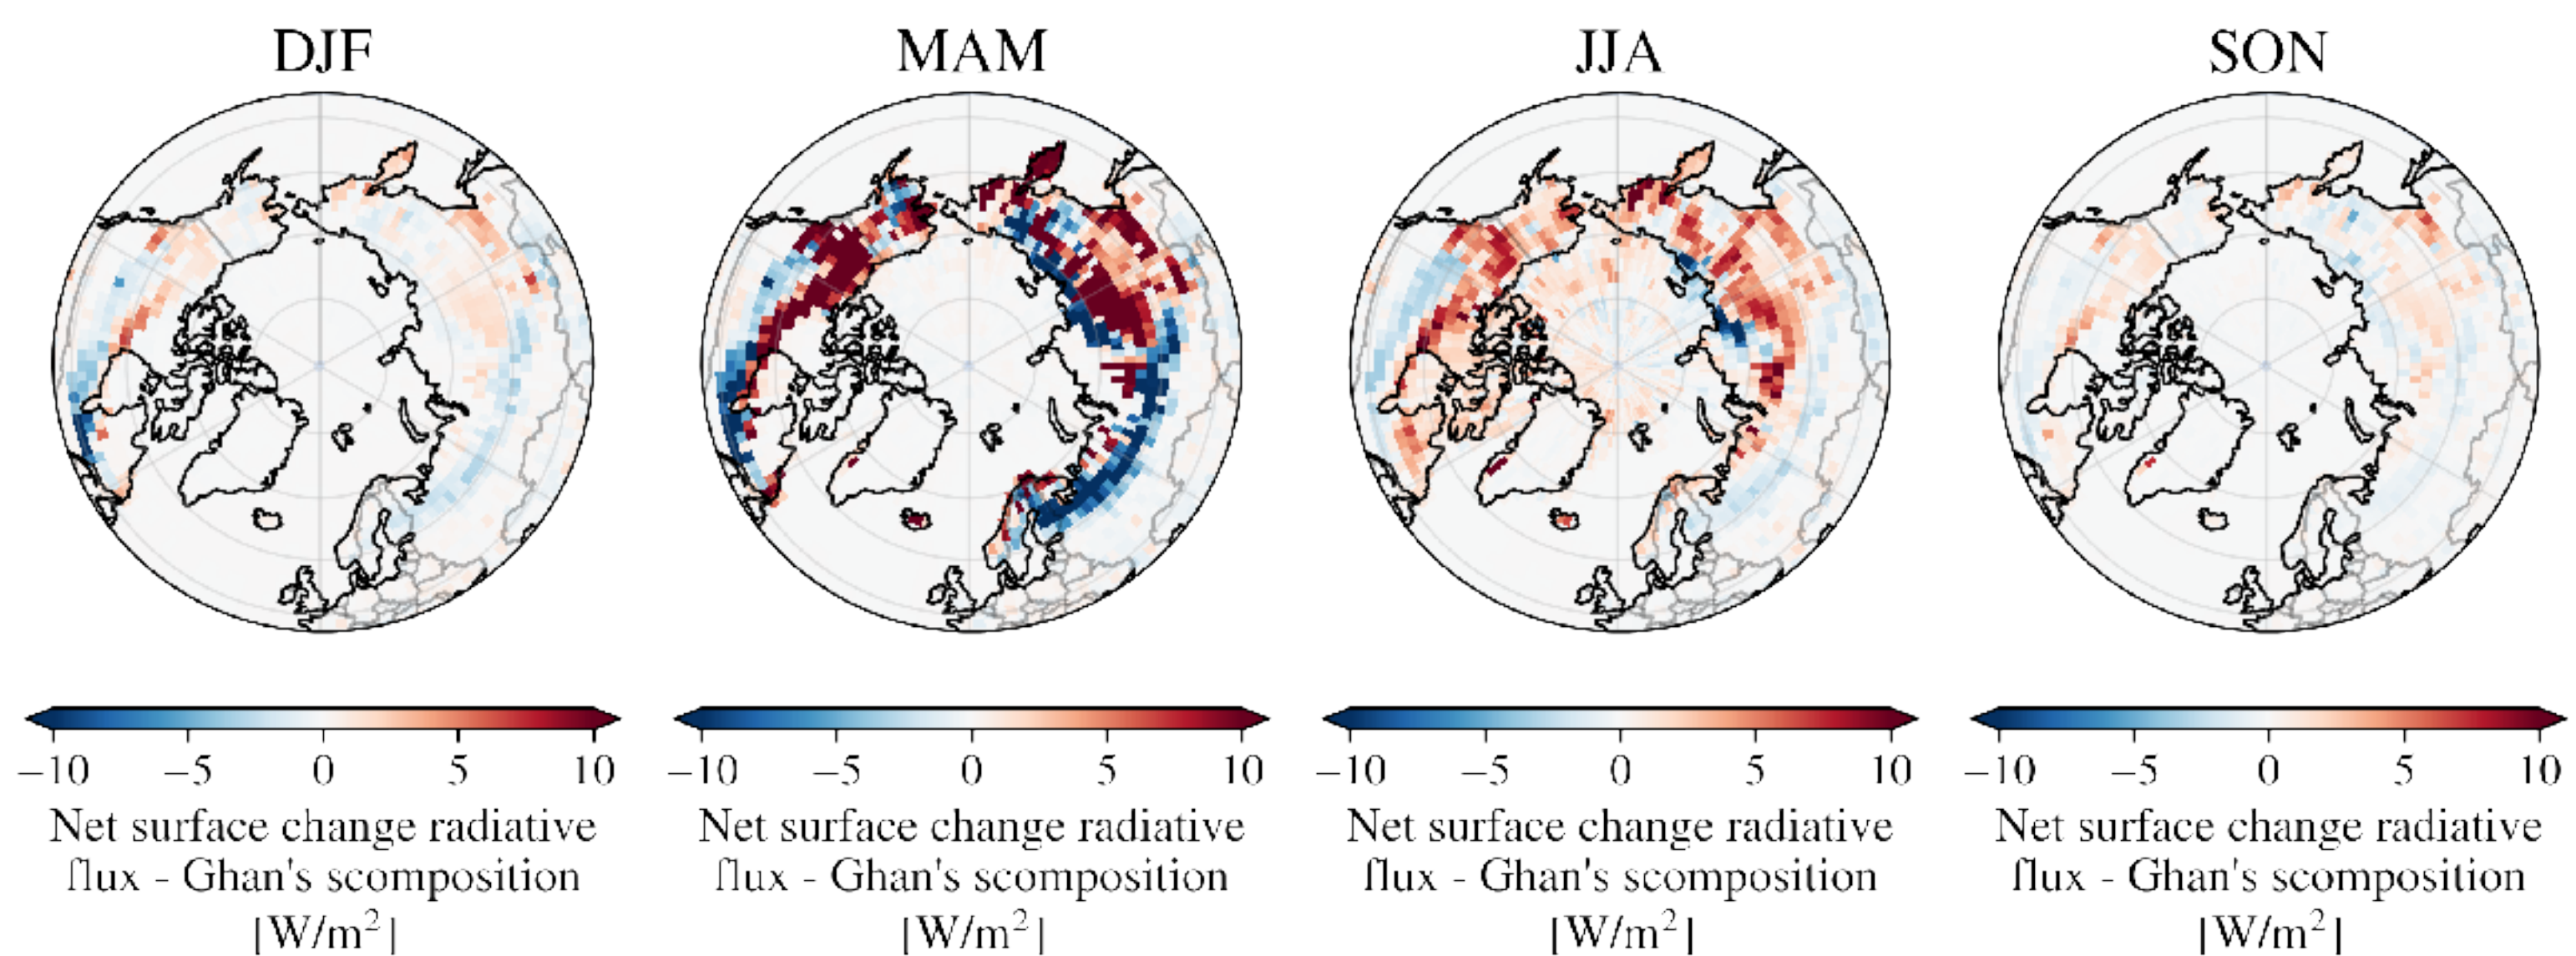 DJF
MAM
JJA
SON
−10 −5 0 5 10
Net surface change radiative
flux - Ghan's scomposition
[W/m²]
−10 −5 0 5 10
Net surface change radiative
flux - Ghan's scomposition
[W/m²]
−10 −5 0 5 10
Net surface change radiative
flux - Ghan's scomposition
[W/m²]
−10 −5 0 5 10
Net surface change radiative
flux - Ghan's scomposition
[W/m²]